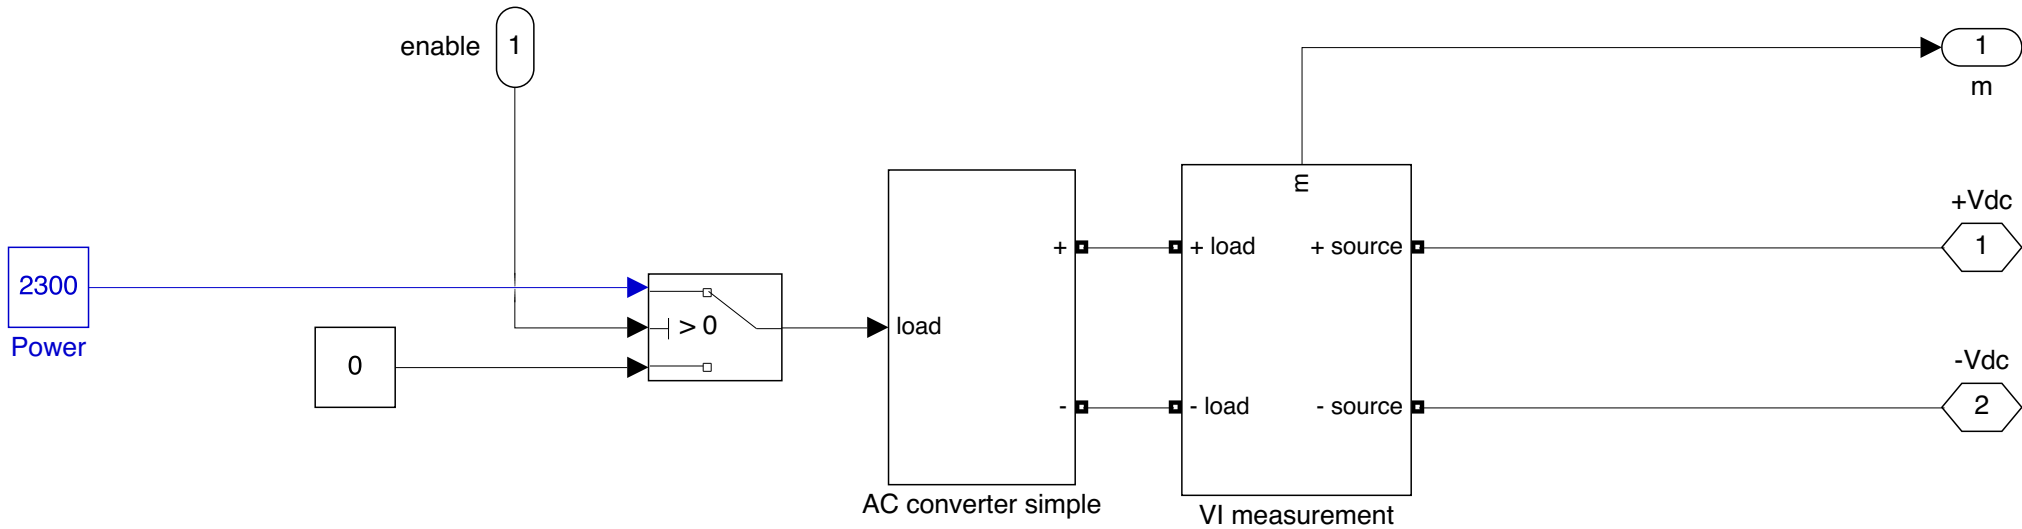 enable
1
1
m
2300
Power
0
> 0
load
+
-
AC converter simple
m
+ load
+ source
- load
- source
VI measurement
+Vdc
1
-Vdc
2